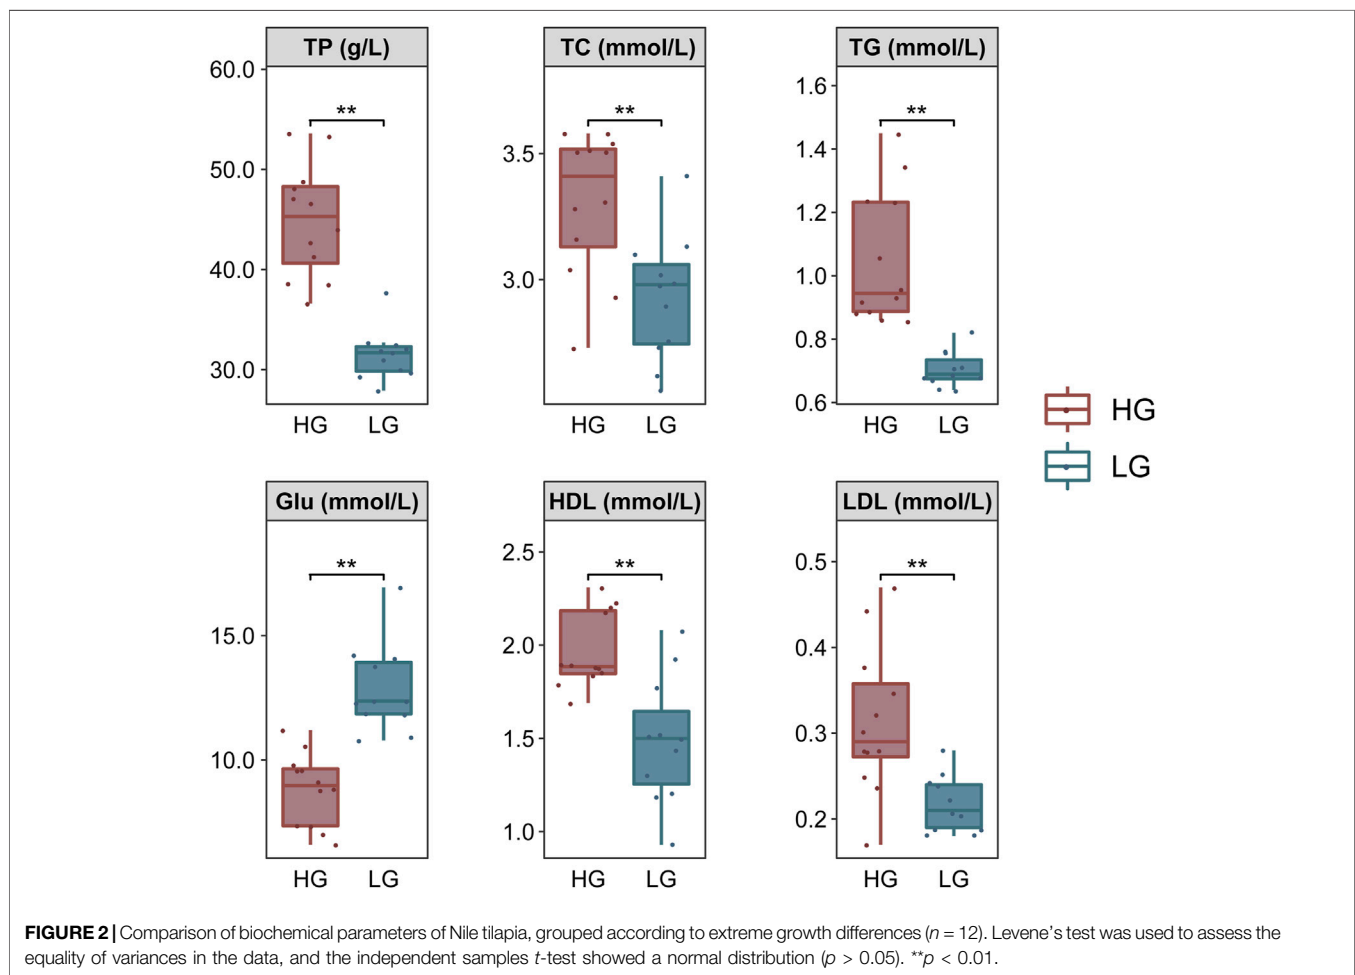 TP (g/L)
TC (mmol/L)
TG (mmol/L)
60.0
50.0
40.0
30.0
**
HG LG
3.5
3.0
**
HG LG
1.6
1.4
1.2
1.0
0.8
0.6
**
HG LG
HG
LG
Glu (mmol/L)
HDL (mmol/L)
LDL (mmol/L)
15.0
10.0
**
HG LG
2.5
2.0
1.5
1.0
**
HG LG
0.5
0.4
0.3
0.2
**
HG LG
FIGURE 2 | Comparison of biochemical parameters of Nile tilapia, grouped according to extreme growth differences (n = 12). Levene's test was used to assess the
equality of variances in the data, and the independent samples t-test showed a normal distribution (p > 0.05). **p < 0.01.